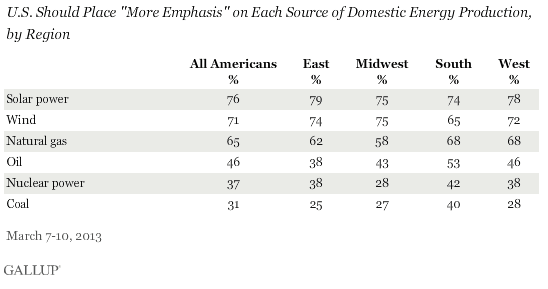 U.S. Should Place "More Emphasis" on Each Source of Domestic Energy Production,
by Region
All Americans East Midwest South West
% % % % %
Solar power 76 79 75 74 78
Wind 71 74 75 65 72
Natural gas 65 62 58 68 68
Oil 46 38 43 53 46
Nuclear power 37 38 28 42 38
Coal 31 25 27 40 28
March 7-10, 2013
GALLUP